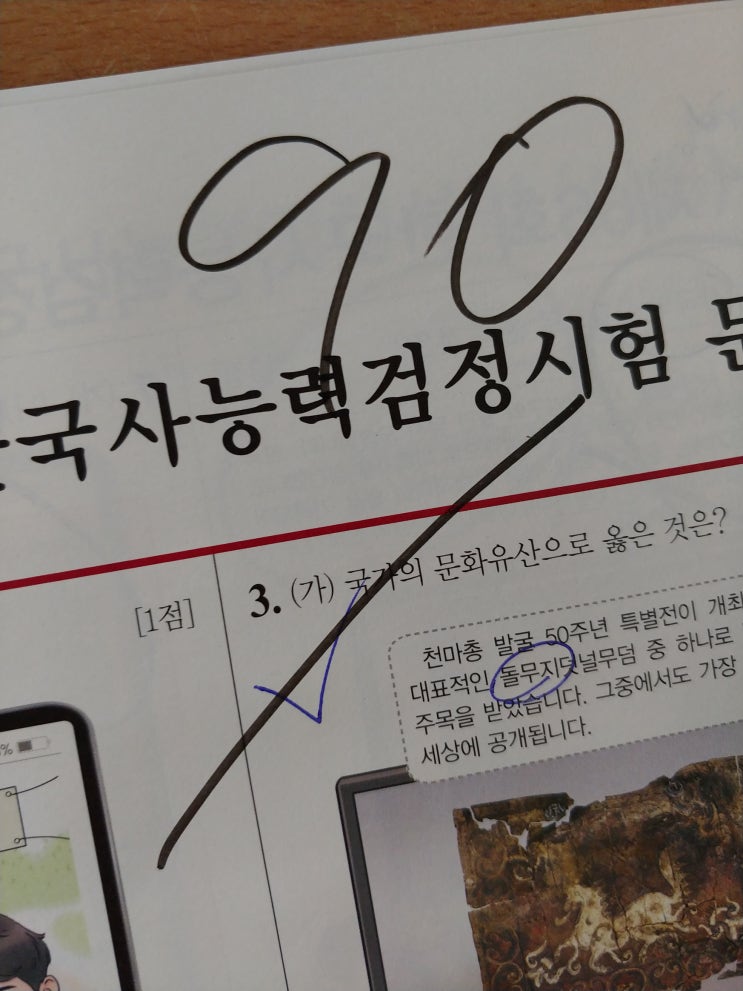 90
국사능력검정시험
[1점]
3. (가) 국가의 문화유산으로 옳은 것은?
천마총 발굴 50주년 특별전이 개최
대표적인 돌무지덧널무덤 중 하나로
주목을 받았습니다. 그중에서도 가장
세상에 공개됩니다.
%